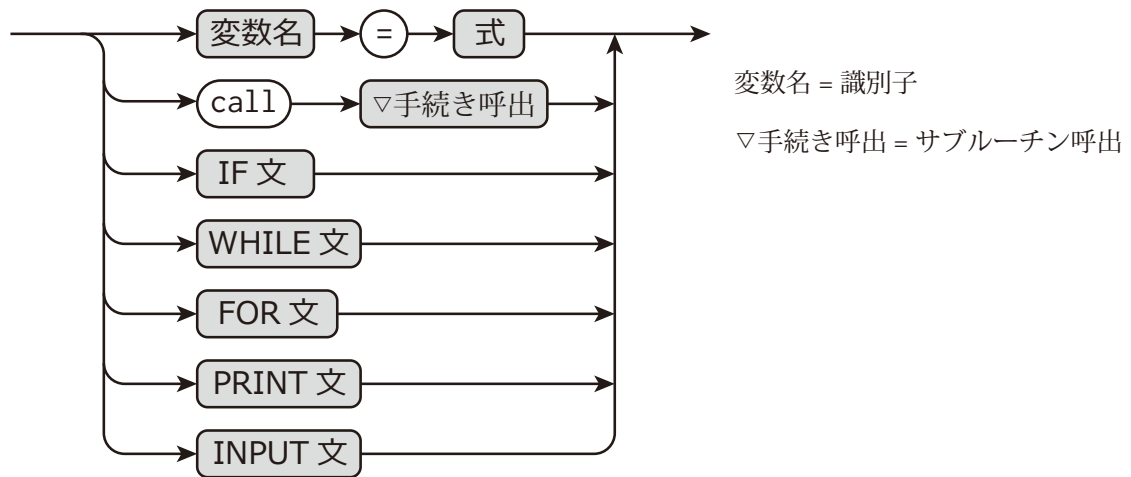 変数名 = 式
call ▽手続き呼出
IF 文
WHILE 文
FOR 文
PRINT 文
INPUT 文
変数名 = 識別子
▽手続き呼出 = サブルーチン呼出